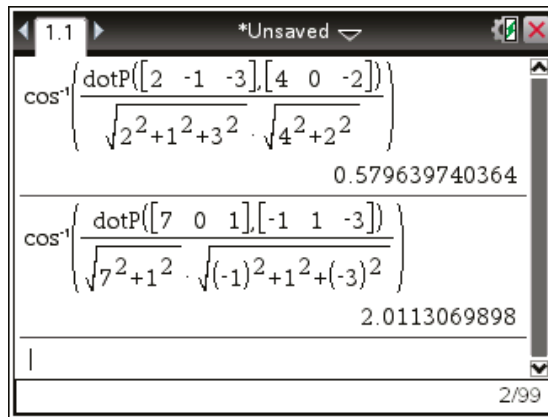 1.1 *Unsaved
cos⁻¹(dotP([2 -1 -3],[4 0 -2]) / (√(2²+1²+3²) · √(4²+2²)))
0.579639740364
cos⁻¹(dotP([7 0 1],[-1 1 -3]) / (√(7²+1²) · √((-1)²+1²+(-3)²)))
2.0113069898
2/99